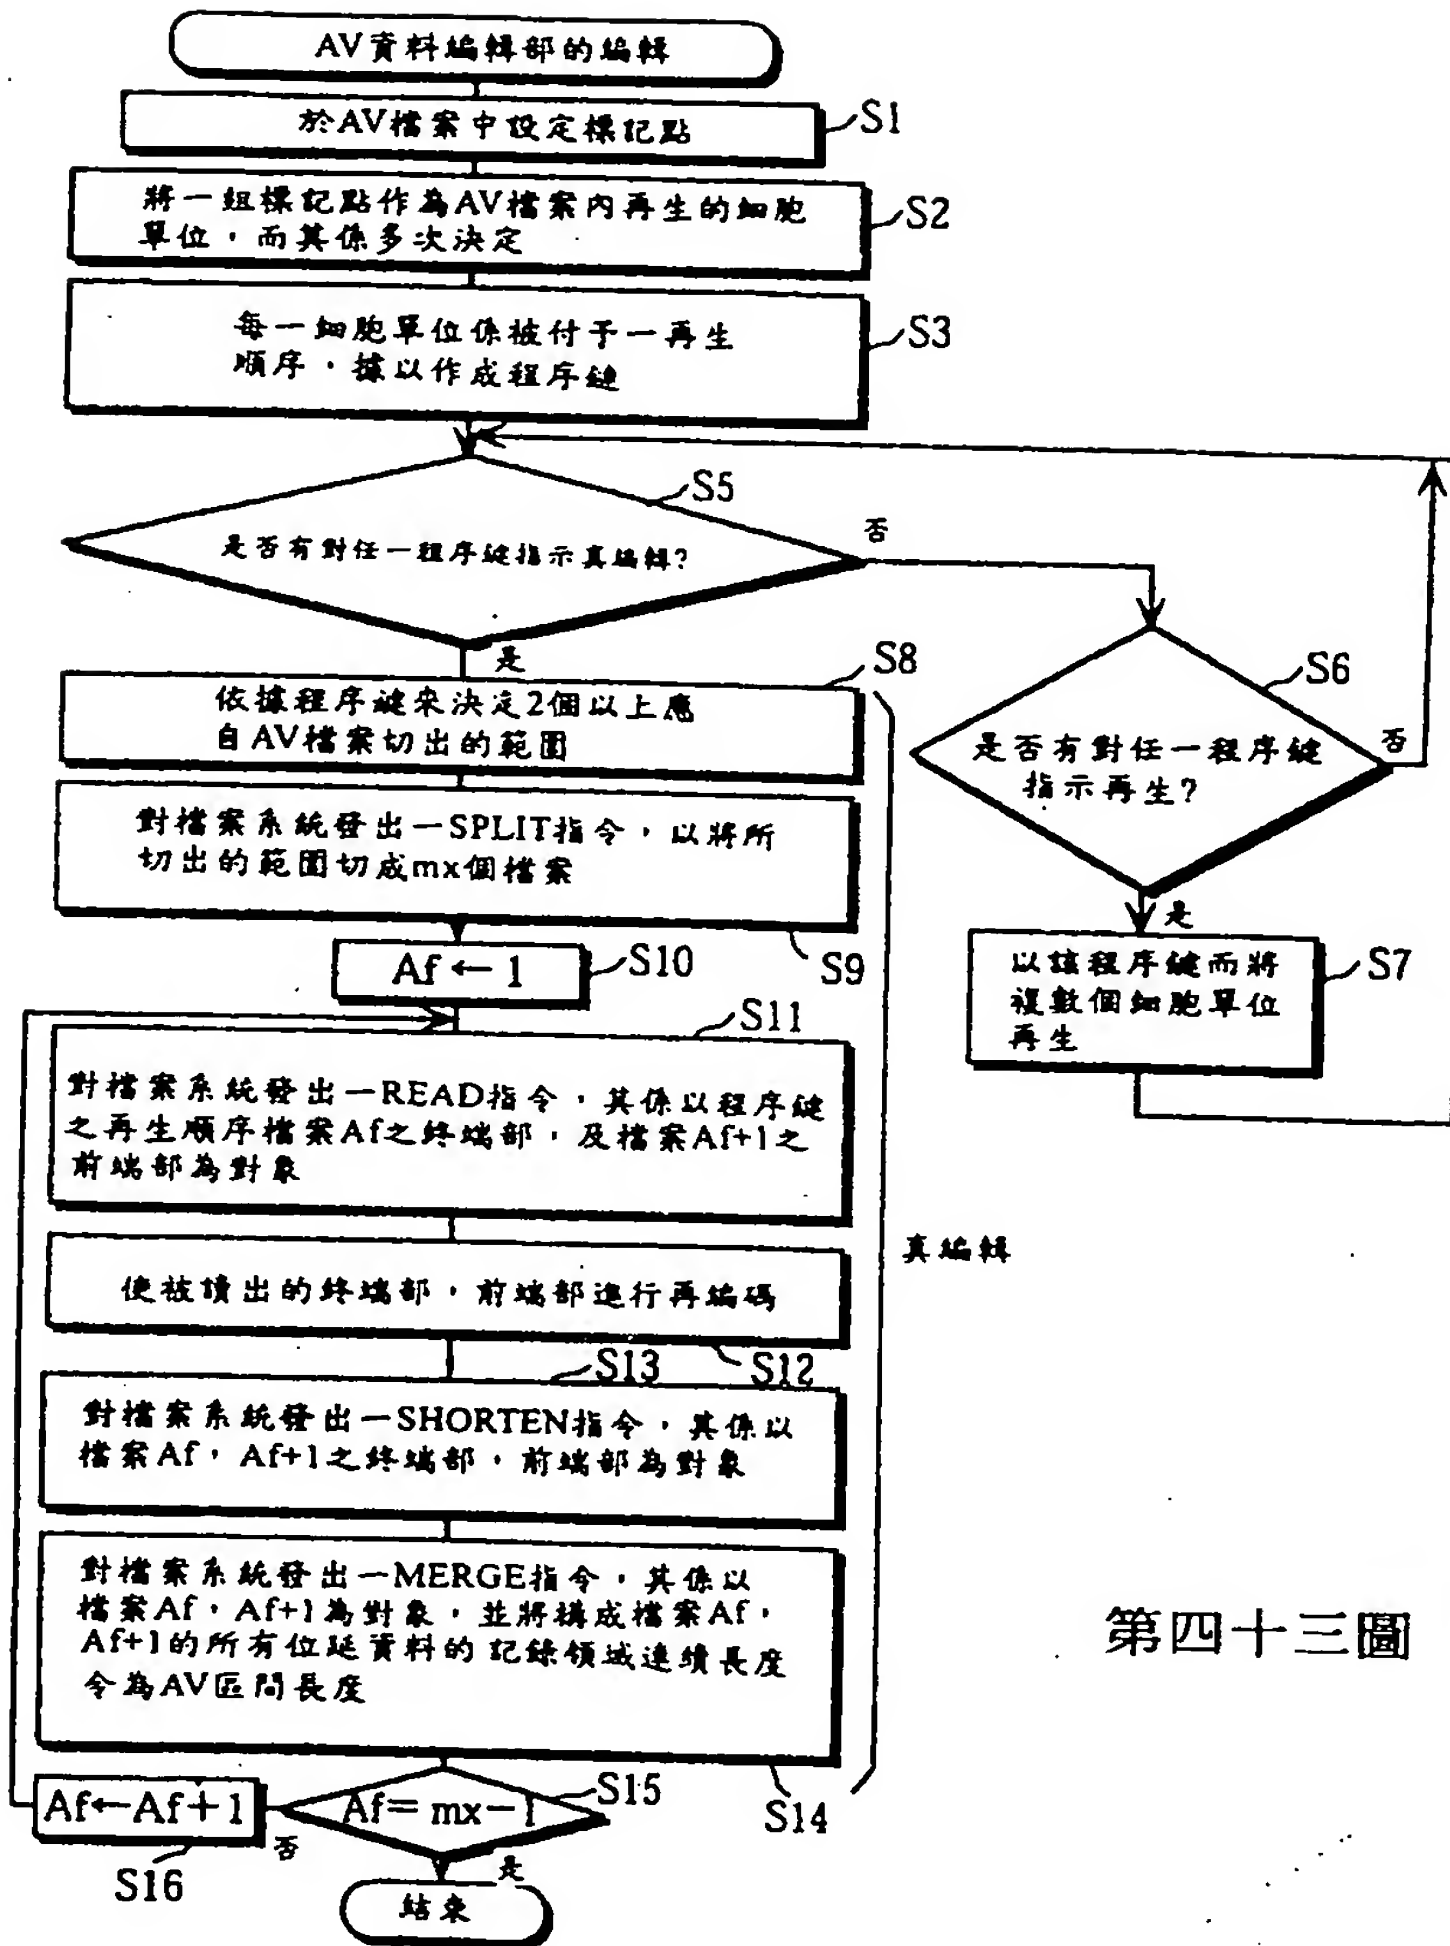 AV資料編輯部的編輯
於AV檔案中設定標記點
S1
將一組標記點作為AV檔案內再生的細胞
單位，而其係多次決定
S2
每一細胞單位係被付予一再生
順序，據以作成程序鏈
S3
S5
是否有對任一程序鏈指示真編輯?
否
是
S6
是否有對任一程序鏈
指示再生?
否
是
以該程序鏈而將
複數個細胞單位
再生
S7
S8
依據程序鏈來決定2個以上應
自AV檔案切出的範圍
對檔案系統發出一SPLIT指令，以將所
切出的範圍切成mx個檔案
S9
Af←1
S10
S11
對檔案系統發出一READ指令，其係以程序鏈
之再生順序檔案Af之終端部，及檔案Af+1之
前端部為對象
使被讀出的終端部，前端部進行再編碼
S12
真編輯
S13
對檔案系統發出一SHORTEN指令，其係以
檔案Af，Af+1之終端部，前端部為對象
對檔案系統發出一MERGE指令，其係以
檔案Af，Af+1為對象，並將構成檔案Af，
Af+1的所有位延資料的記錄領域連續長度
令為AV區間長度
S14
Af=mx-1
S15
否
Af←Af+1
S16
是
結束
第四十三圖